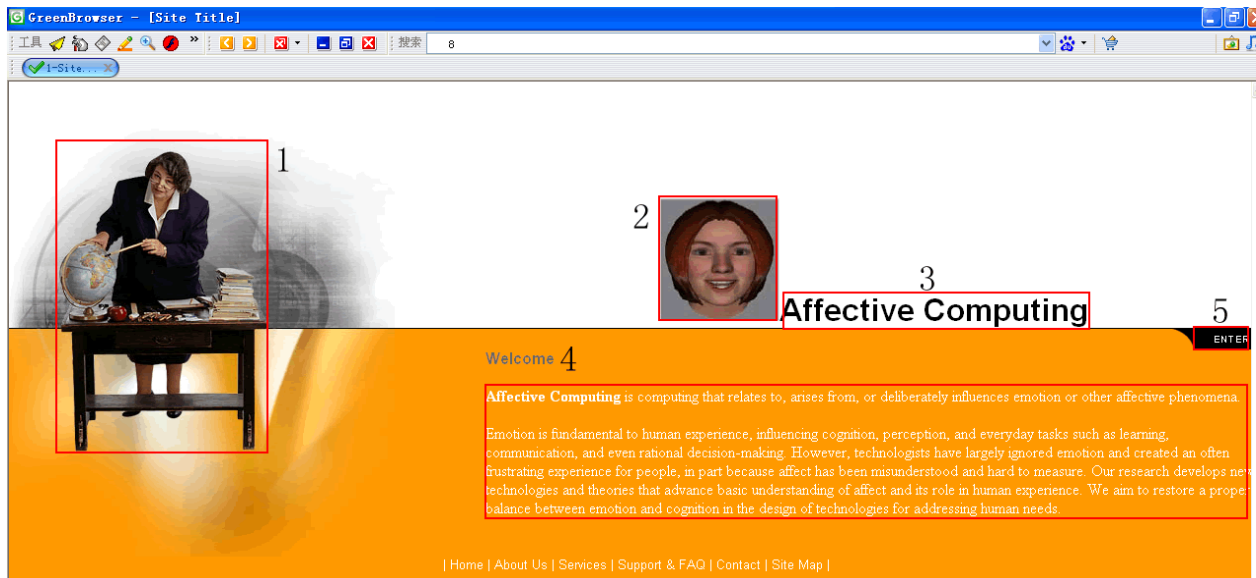 GreenBrowser - [Site Title]
工具 » 搜索 8
1-Site...
1
2
3
Affective Computing
5
ENTER
Welcome 4
Affective Computing is computing that relates to, arises from, or deliberately influences emotion or other affective phenomena.
Emotion is fundamental to human experience, influencing cognition, perception, and everyday tasks such as learning,
communication, and even rational decision-making. However, technologists have largely ignored emotion and created an often
frustrating experience for people, in part because affect has been misunderstood and hard to measure. Our research develops new
technologies and theories that advance basic understanding of affect and its role in human experience. We aim to restore a prope
balance between emotion and cognition in the design of technologies for addressing human needs.
| Home | About Us | Services | Support & FAQ | Contact | Site Map |